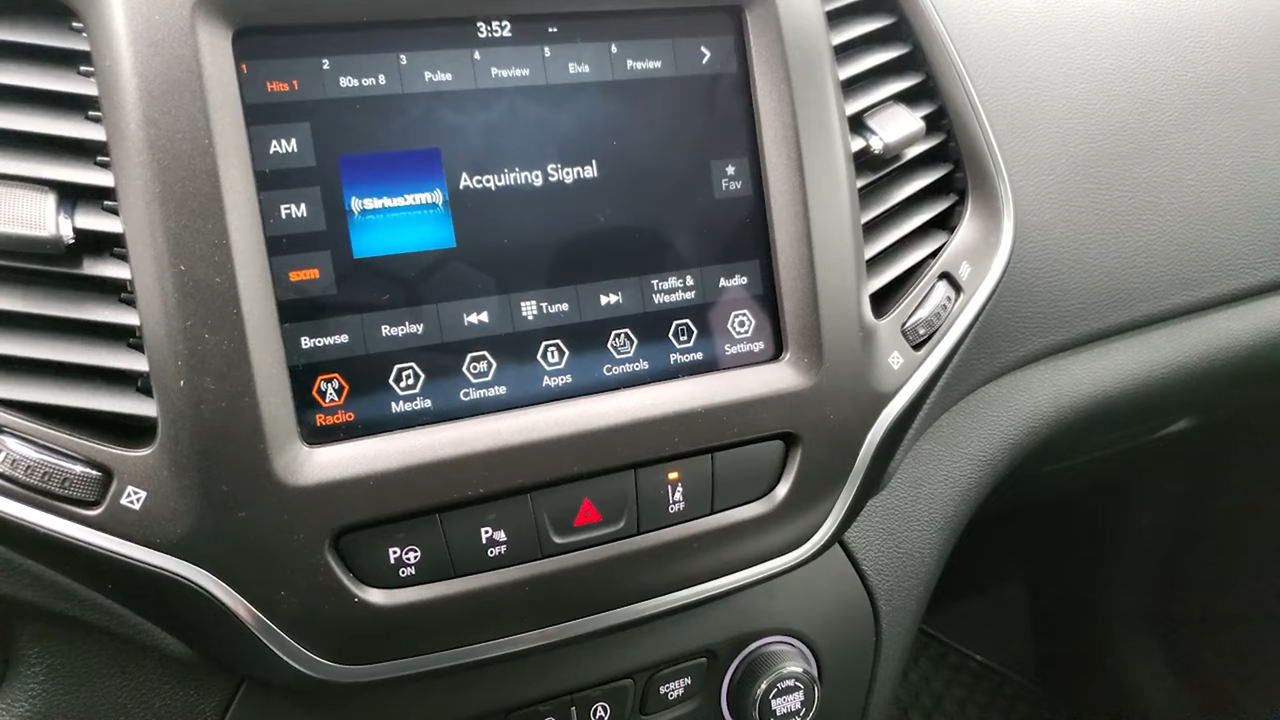 3:52 --
1 Hits 1
2 80s on 8
3 Pulse
4 Preview
5 Elvis
6 Preview
AM
FM
sxm
((SiriusXM))
Acquiring Signal
Fav
Browse
Replay
Tune
Traffic &
Weather
Audio
Radio
Media
Off
Climate
Apps
Controls
Phone
Settings
P
ON
P
OFF
OFF
A
SCREEN
OFF
TUNE
BROWSE
ENTER